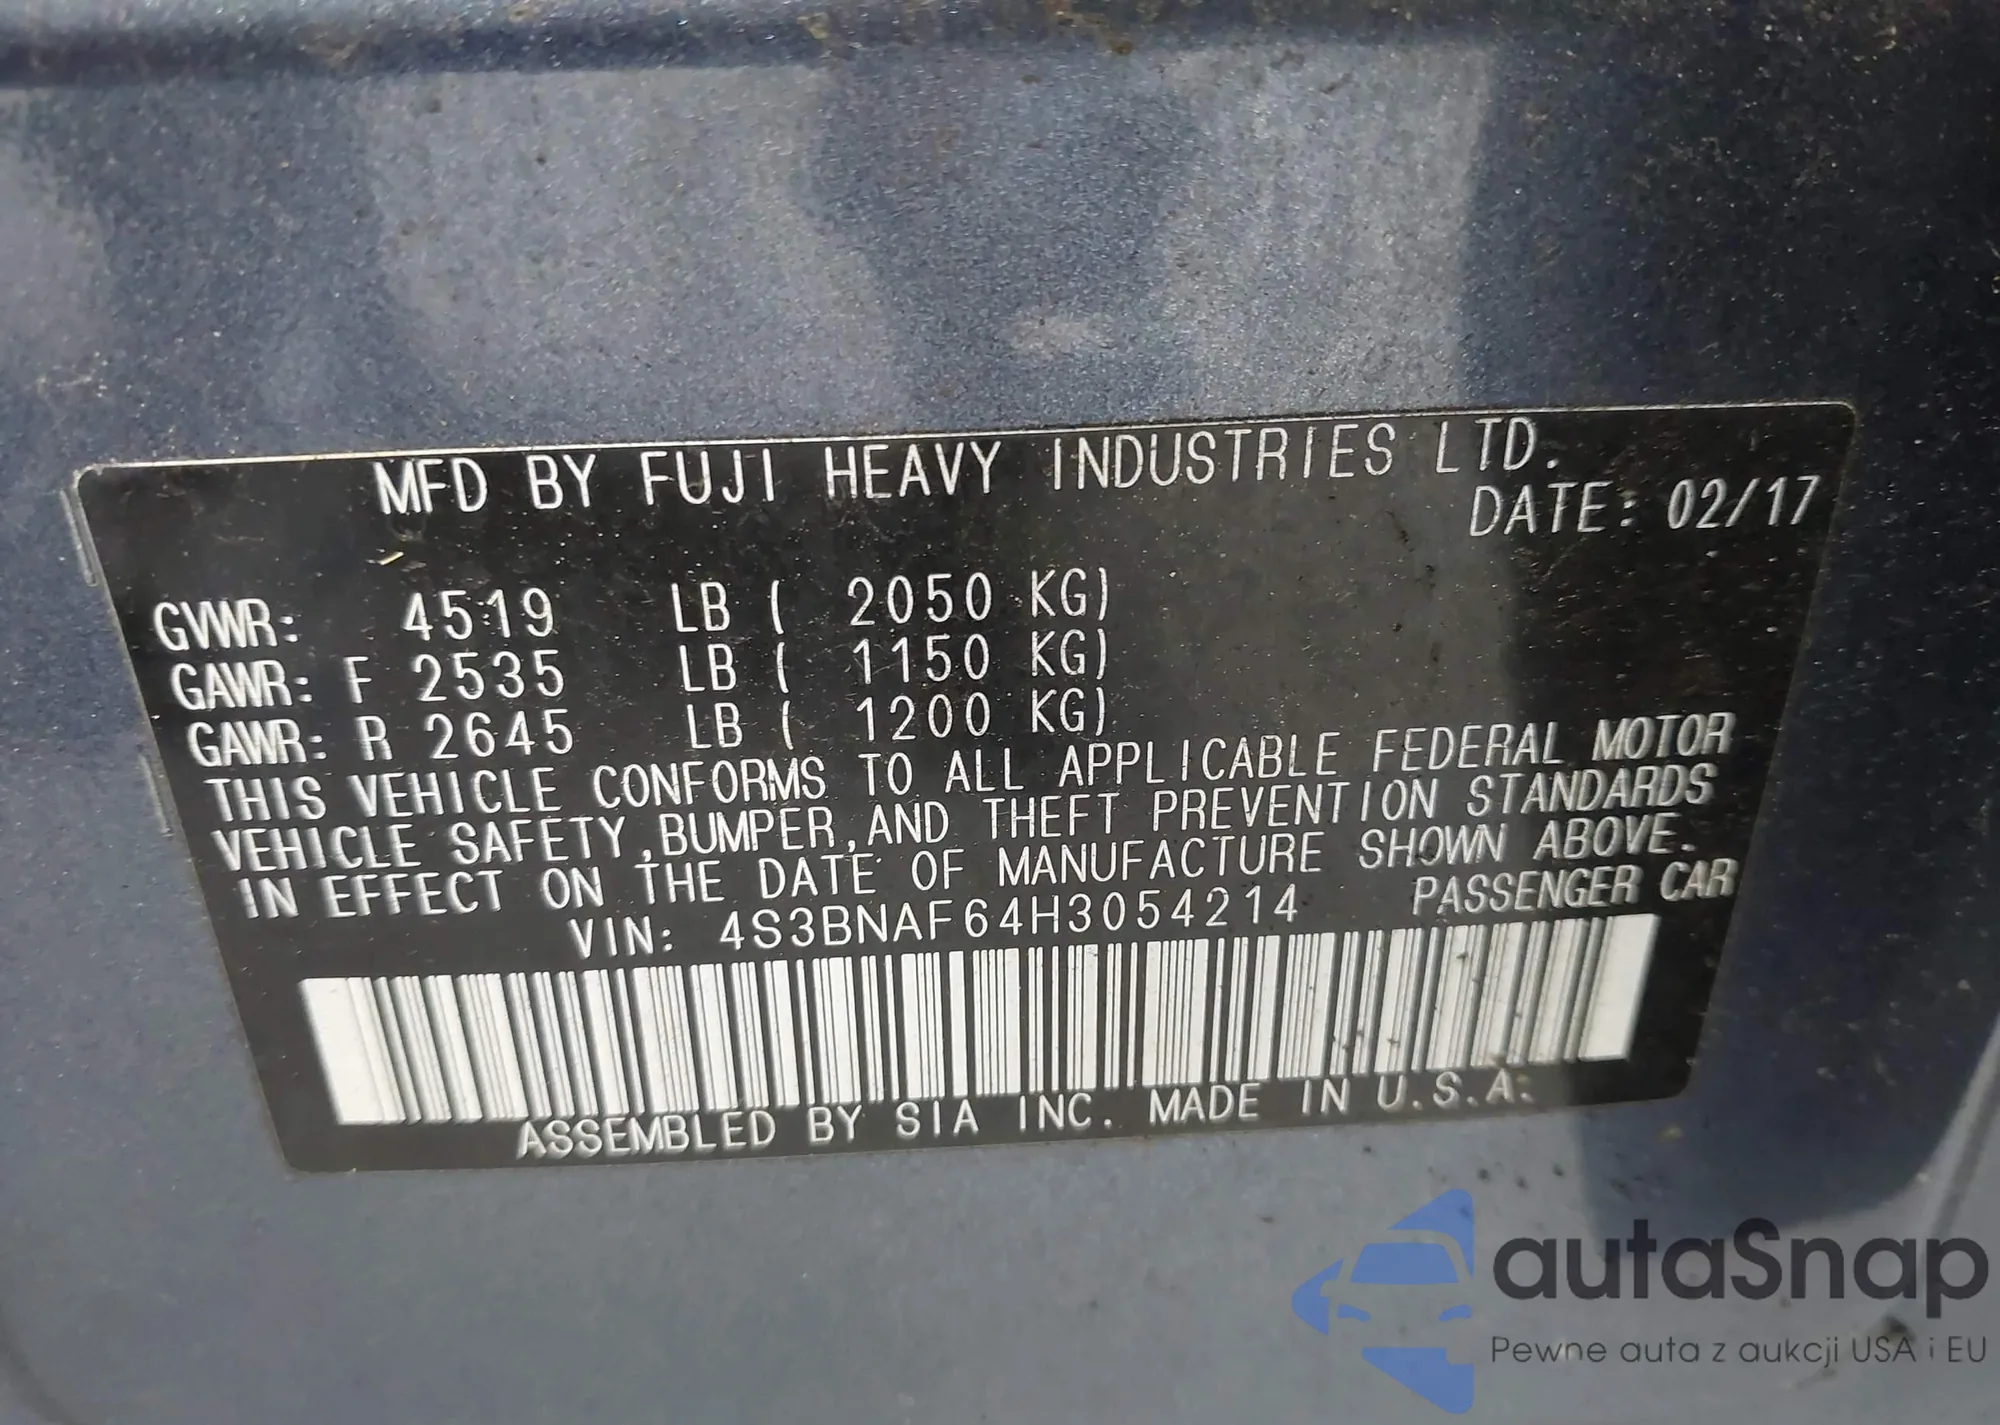 MFD BY FUJI HEAVY INDUSTRIES LTD.
DATE: 02/17
GVWR: 4519 LB ( 2050 KG)
GAWR: F 2535 LB ( 1150 KG)
GAWR: R 2645 LB ( 1200 KG)
THIS VEHICLE CONFORMS TO ALL APPLICABLE FEDERAL MOTOR
VEHICLE SAFETY,BUMPER,AND THEFT PREVENTION STANDARDS
IN EFFECT ON THE DATE OF MANUFACTURE SHOWN ABOVE.
VIN: 4S3BNAF64H3054214 PASSENGER CAR
ASSEMBLED BY SIA INC. MADE IN U.S.A.
autaSnap
Pewne auta z aukcji USA i EU